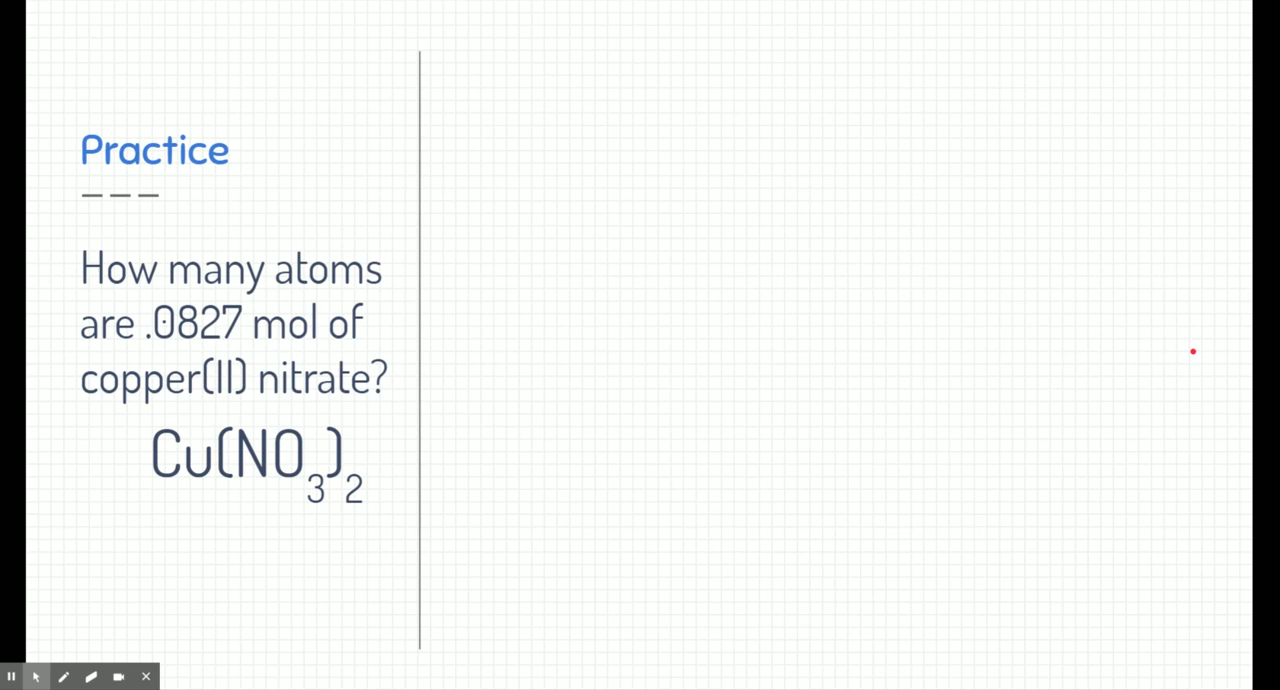 Practice
How many atoms
are .0827 mol of
copper(II) nitrate?
Cu(NO₃)₂